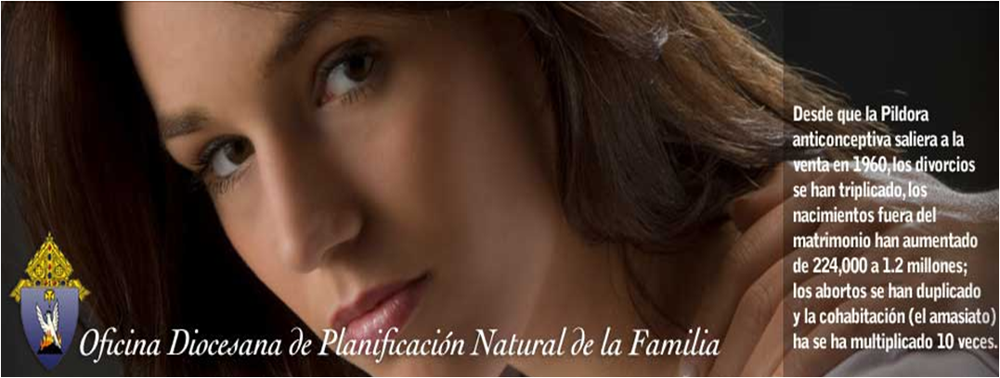 Desde que la Pildora
anticonceptiva saliera a la
venta en 1960, los divorcios
se han triplicado, los
nacimientos fuera del
matrimonio han aumentado
de 224,000 a 1.2 millones;
los abortos se han duplicado
y la cohabitación (el amasiato)
ha se ha multiplicado 10 veces.
Oficina Diocesana de Planificación Natural de la Familia